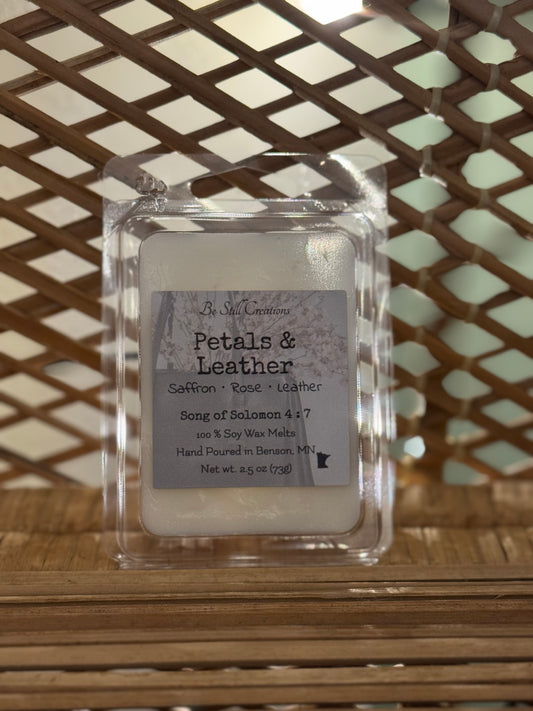 Be Still Creations
Petals &
Leather
Saffron • Rose • Leather
Song of Solomon 4 : 7
100 % Soy Wax Melts
Hand Poured in Benson, MN
Net wt. 2.5 oz (73g)